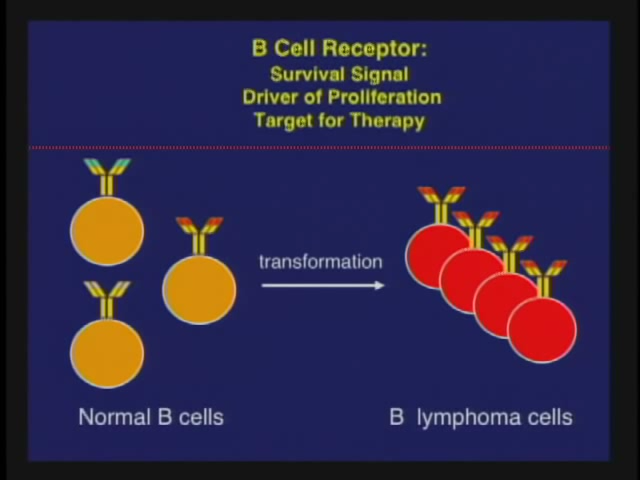 B Cell Receptor:
Survival Signal
Driver of Proliferation
Target for Therapy
transformation
Normal B cells
B lymphoma cells